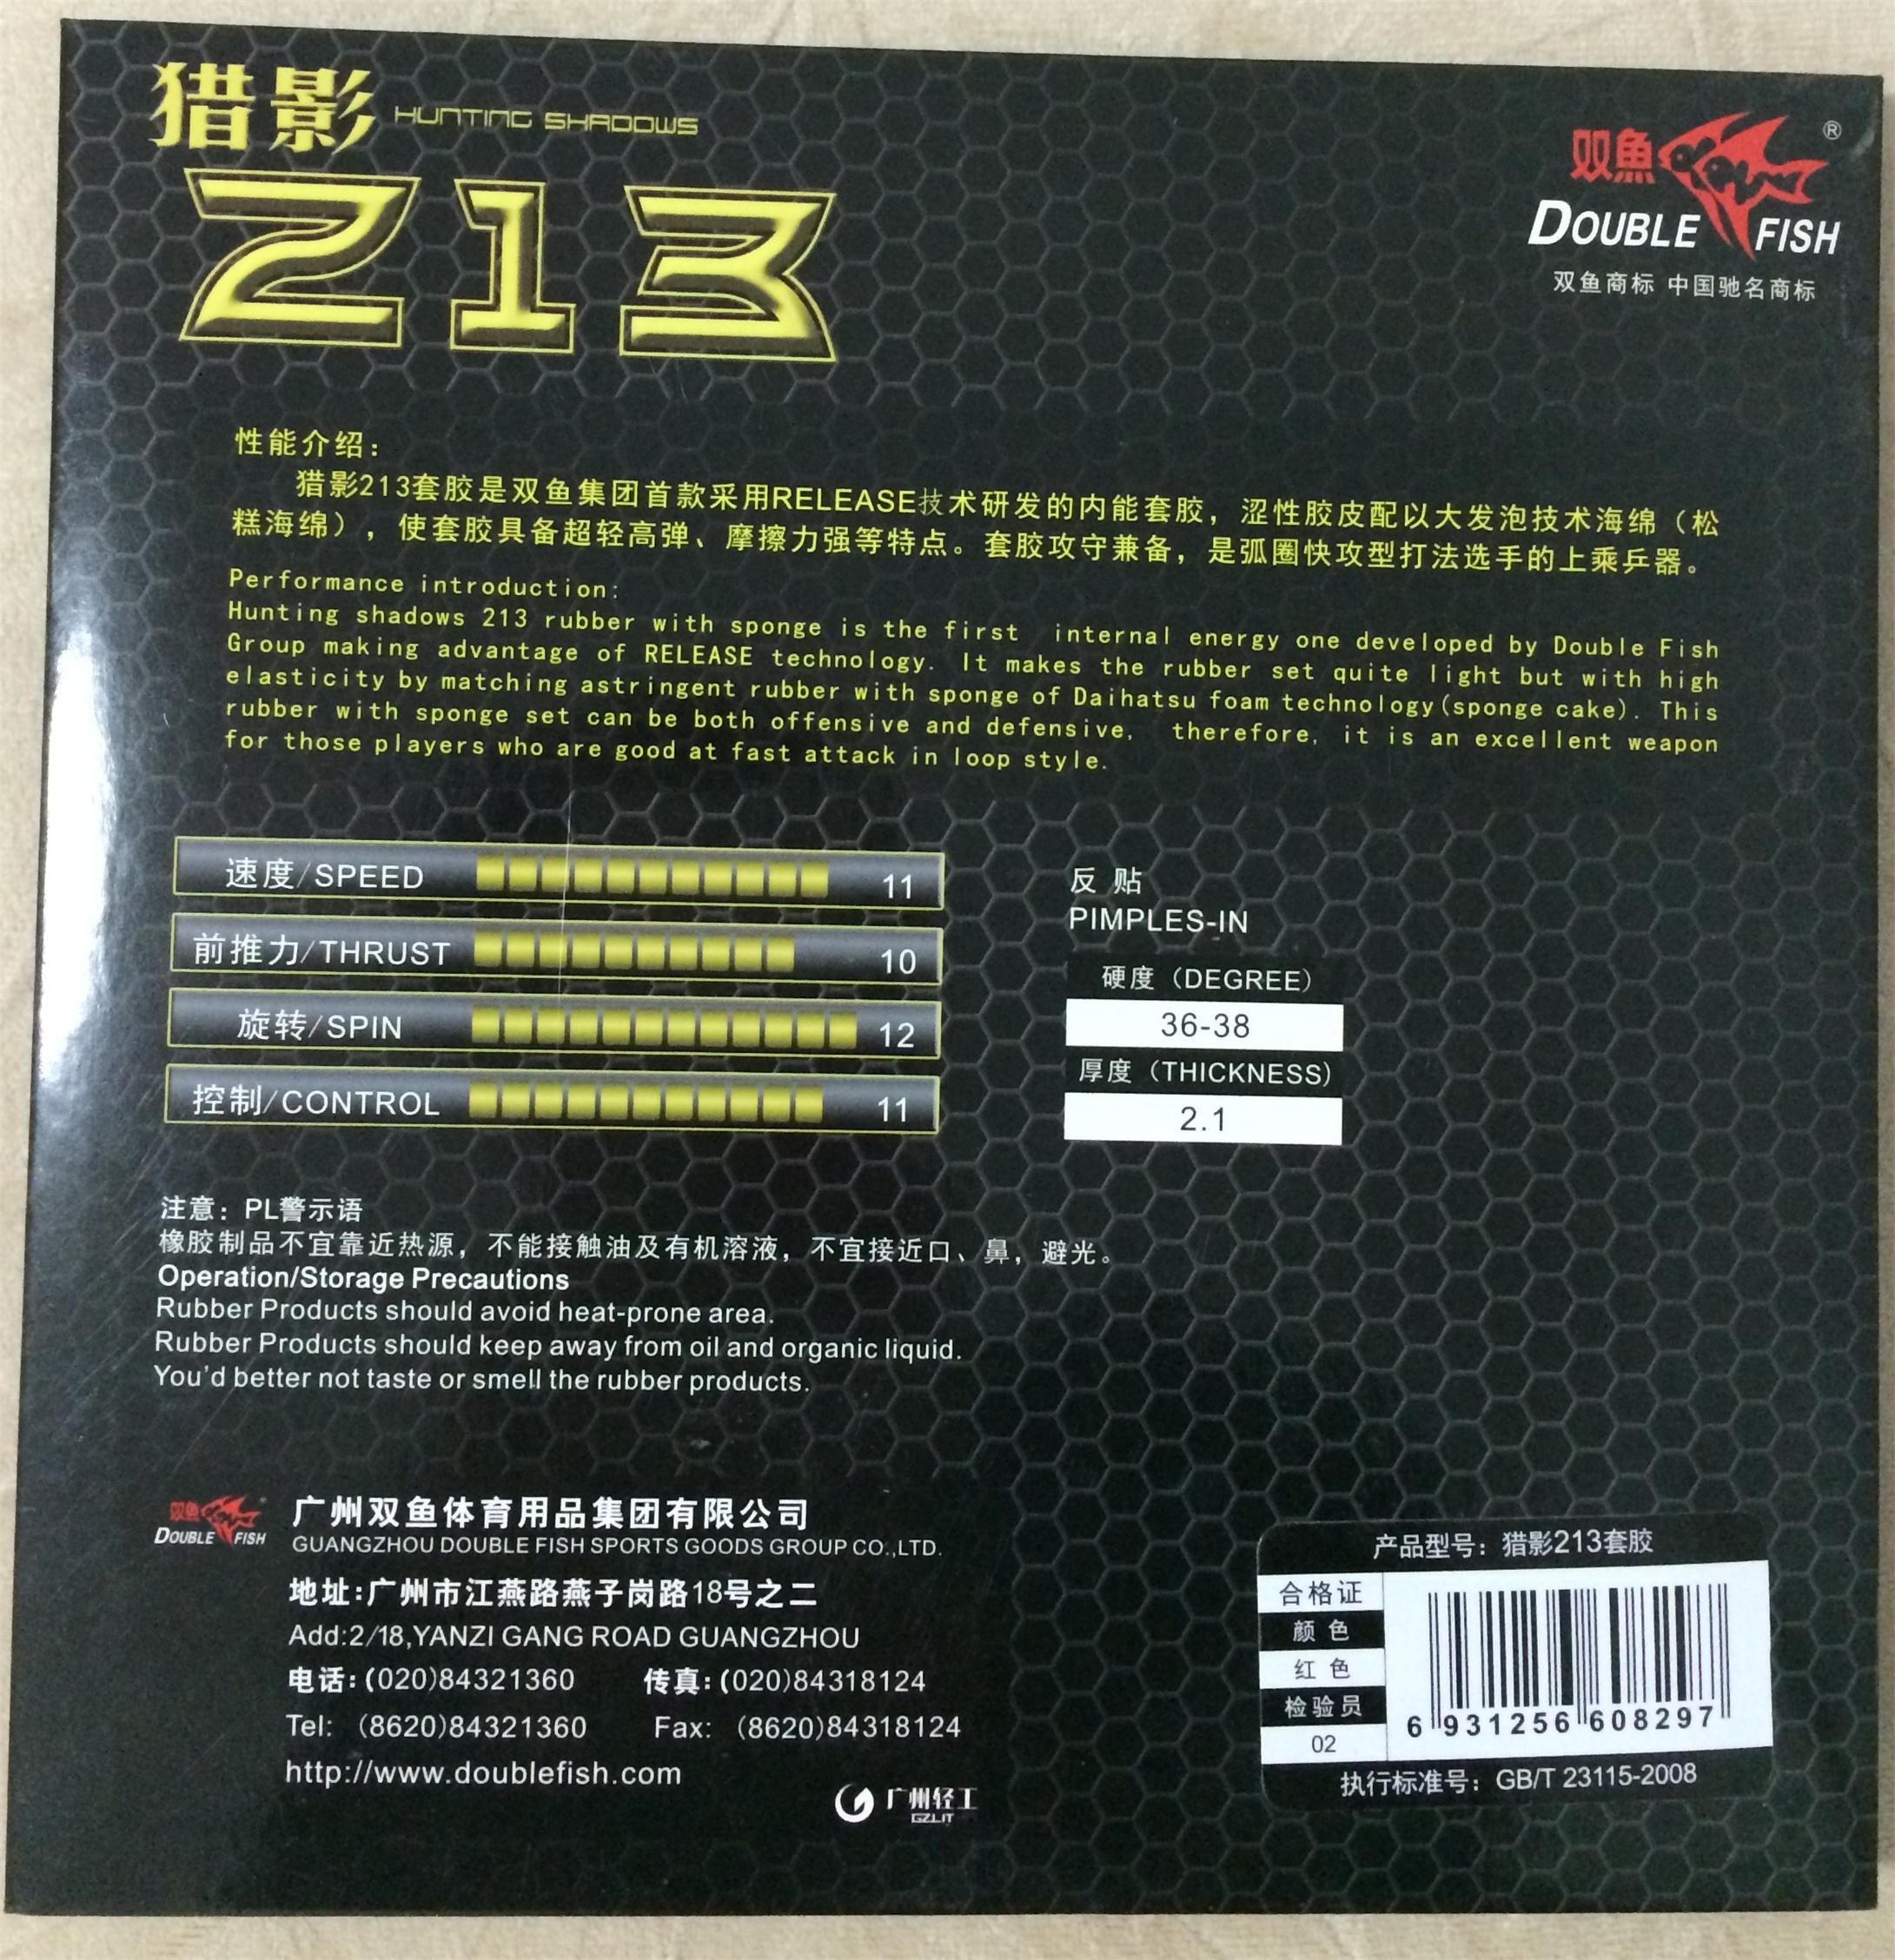 猎影 HUNTING SHADOWS
213
双魚 ®
DOUBLE FISH
双鱼商标 中国驰名商标
性能介绍：
猎影213套胶是双鱼集团首款采用RELEASE技术研发的内能套胶，涩性胶皮配以大发泡技术海绵（松
糕海绵），使套胶具备超轻高弹、摩擦力强等特点。套胶攻守兼备，是弧圈快攻型打法选手的上乘乒器。
Performance introduction:
Hunting shadows 213 rubber with sponge is the first internal energy one developed by Double Fish
Group making advantage of RELEASE technology. It makes the rubber set quite light but with high
elasticity by matching astringent rubber with sponge of Daihatsu foam technology(sponge cake). This
rubber with sponge set can be both offensive and defensive, therefore, it is an excellent weapon
for those players who are good at fast attack in loop style.
速度/SPEED 11
前推力/THRUST 10
旋转/SPIN 12
控制/CONTROL 11
反 贴
PIMPLES-IN
硬度（DEGREE）
36-38
厚度（THICKNESS）
2.1
注意：PL警示语
橡胶制品不宜靠近热源，不能接触油及有机溶液，不宜接近口、鼻，避光。
Operation/Storage Precautions
Rubber Products should avoid heat-prone area.
Rubber Products should keep away from oil and organic liquid.
You'd better not taste or smell the rubber products.
双魚
DOUBLE FISH
广州双鱼体育用品集团有限公司
GUANGZHOU DOUBLE FISH SPORTS GOODS GROUP CO.,LTD.
地址:广州市江燕路燕子岗路18号之二
Add:2/18,YANZI GANG ROAD GUANGZHOU
电话:(020)84321360 传真:(020)84318124
Tel: (8620)84321360 Fax: (8620)84318124
http://www.doublefish.com
广州轻工
GZLIT
产品型号：猎影213套胶
合格证
颜 色
红 色
检验员
02
6 931256 608297
执行标准号：GB/T 23115-2008